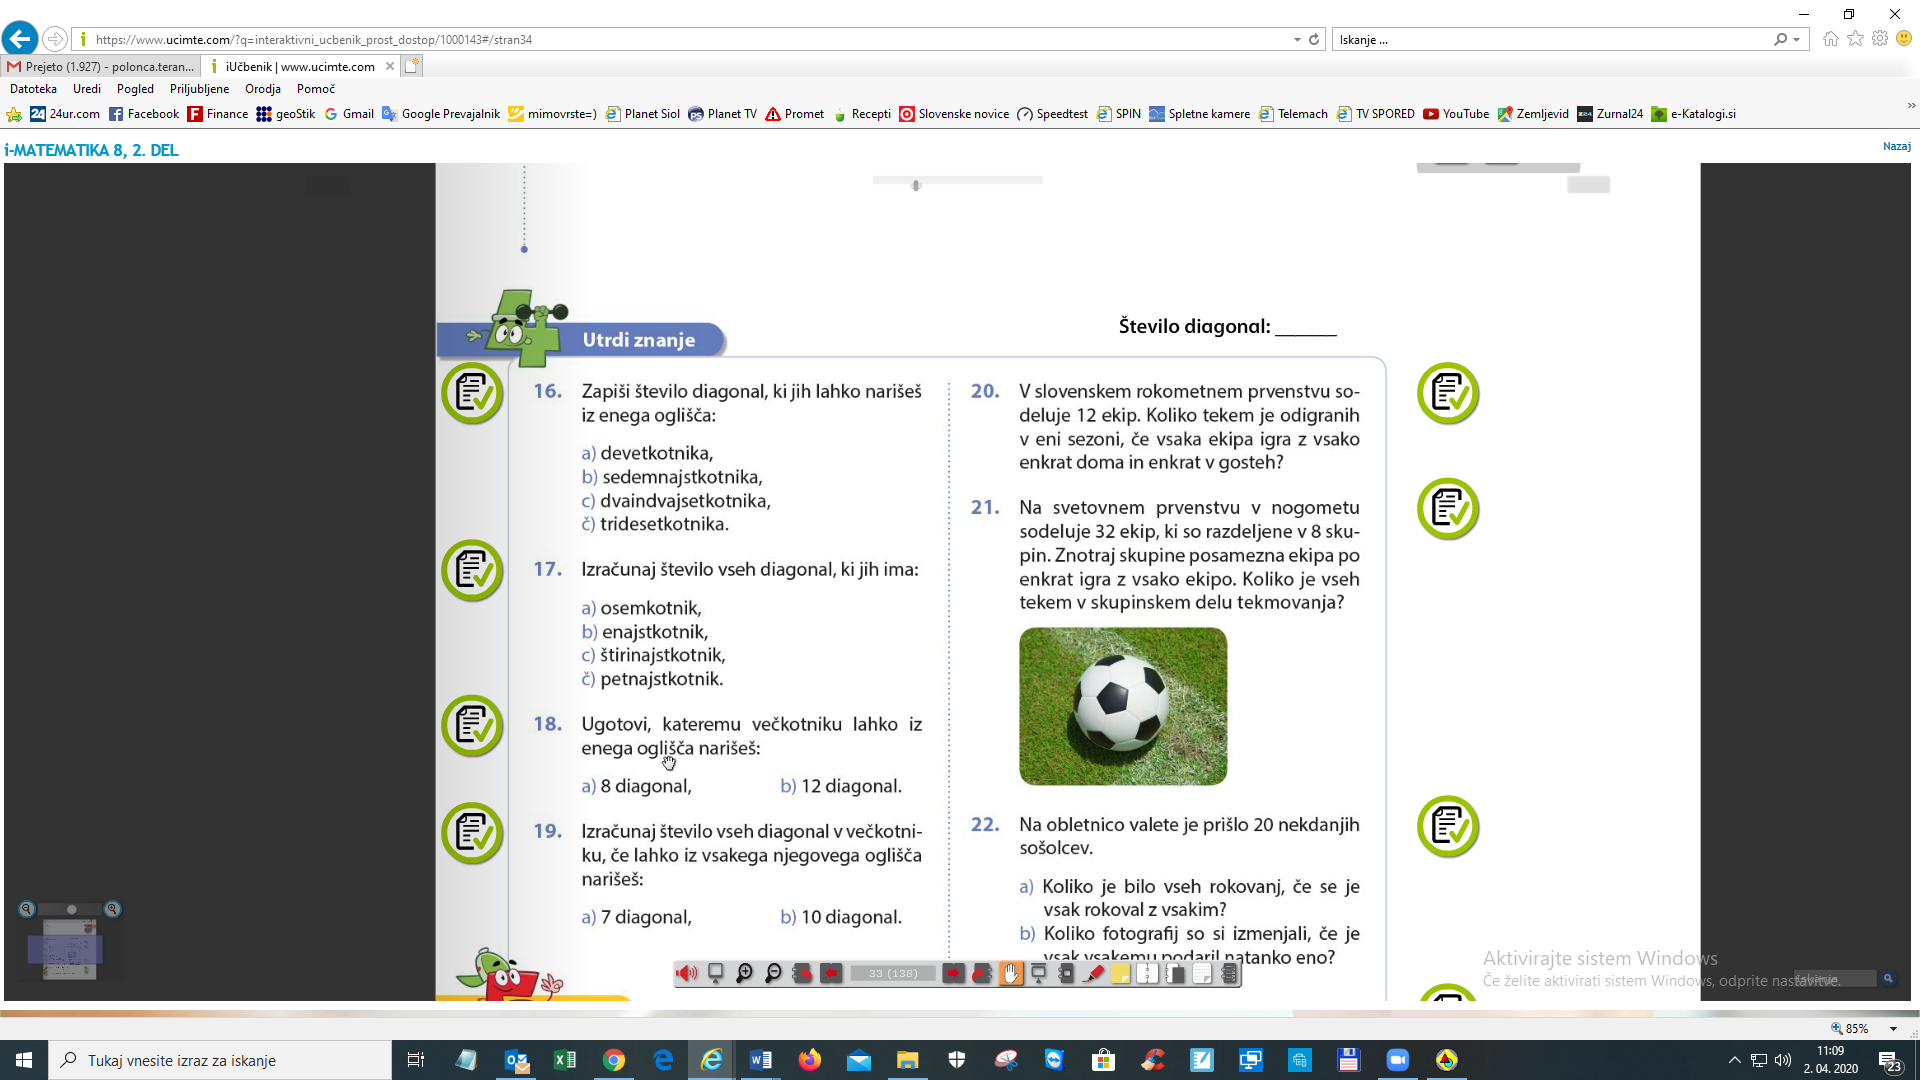 https://www.ucimte.com/?q=interaktivni_ucbenik_prost_dostop/1000143#/stran34
Iskanje ...
Prejeto (1.927) - polonca.teran...
iUčbenik | www.ucimte.com
Datoteka Uredi Pogled Priljubljene Orodja Pomoč
24ur.com Facebook Finance geoStik Gmail Google Prevajalnik mimovrste=) Planet Siol Planet TV Promet Recepti Slovenske novice Speedtest SPIN Spletne kamere Telemach TV SPORED YouTube Zemljevid Zurnal24 e-Katalogi.si
i-MATEMATIKA 8, 2. DEL
Nazaj
Število diagonal: ______
Utrdi znanje
16. Zapiši število diagonal, ki jih lahko narišeš
iz enega oglišča:
a) devetkotnika,
b) sedemnajstkotnika,
c) dvaindvajsetkotnika,
č) tridesetkotnika.
17. Izračunaj število vseh diagonal, ki jih ima:
a) osemkotnik,
b) enajstkotnik,
c) štirinajstkotnik,
č) petnajstkotnik.
18. Ugotovi, kateremu večkotniku lahko iz
enega oglišča narišeš:
a) 8 diagonal, b) 12 diagonal.
19. Izračunaj število vseh diagonal v večkotni-
ku, če lahko iz vsakega njegovega oglišča
narišeš:
a) 7 diagonal, b) 10 diagonal.
20. V slovenskem rokometnem prvenstvu so-
deluje 12 ekip. Koliko tekem je odigranih
v eni sezoni, če vsaka ekipa igra z vsako
enkrat doma in enkrat v gosteh?
21. Na svetovnem prvenstvu v nogometu
sodeluje 32 ekip, ki so razdeljene v 8 sku-
pin. Znotraj skupine posamezna ekipa po
enkrat igra z vsako ekipo. Koliko je vseh
tekem v skupinskem delu tekmovanja?
22. Na obletnico valete je prišlo 20 nekdanjih
sošolcev.
a) Koliko je bilo vseh rokovanj, če se je
vsak rokoval z vsakim?
b) Koliko fotografij so si izmenjali, če je
vsak vsakemu podaril natanko eno?
33 (138)
Aktivirajte sistem Windows
Če želite aktivirati sistem Windows, odprite nastavitve.
Iskanje
85%
Tukaj vnesite izraz za iskanje
11:09
2. 04. 2020
23